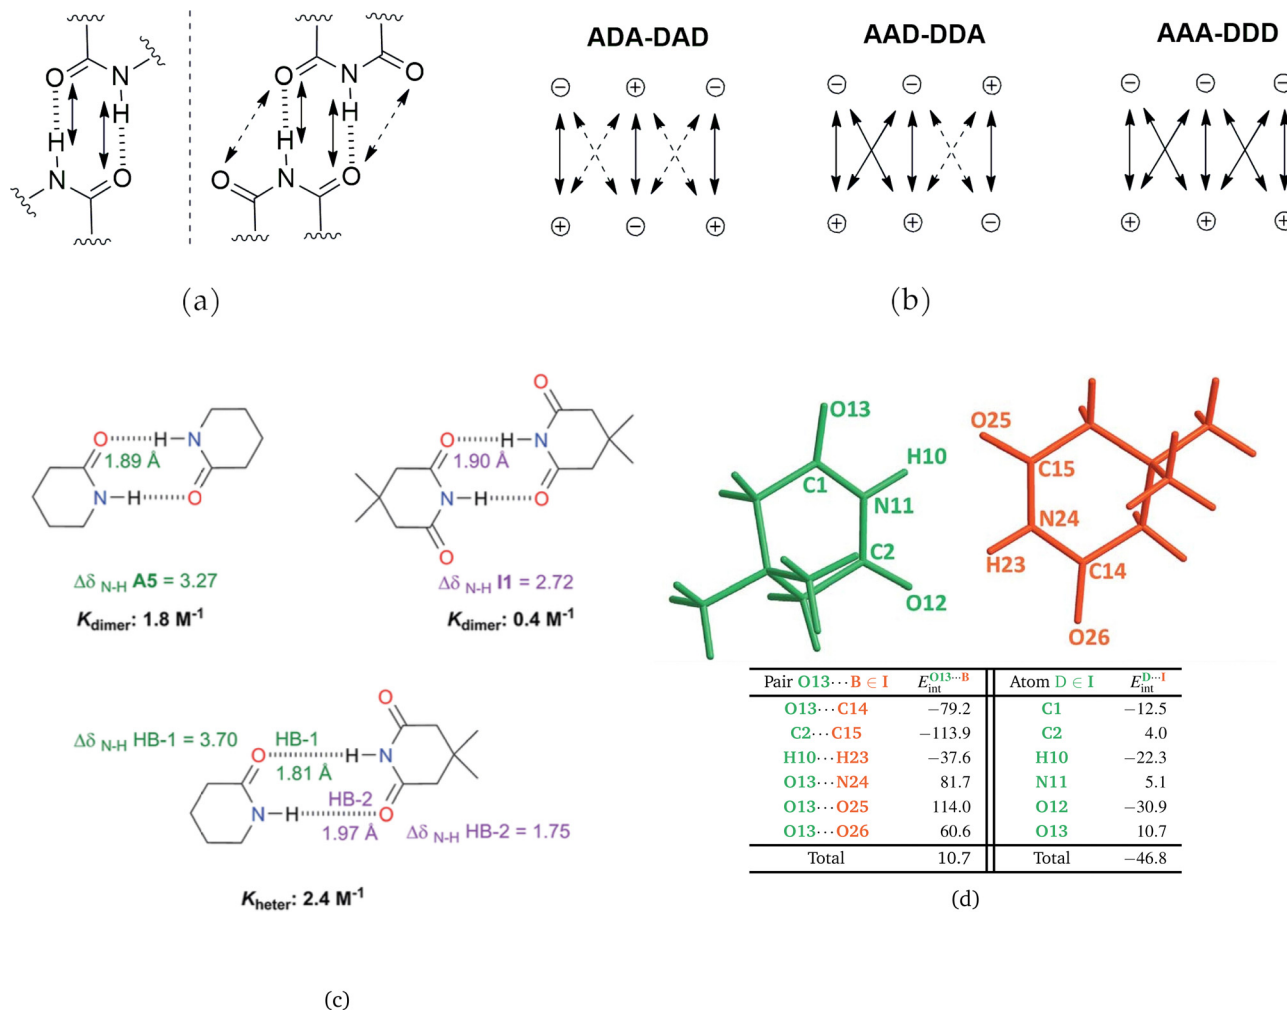 O N H H N O
O N O H H O N O
(a)
ADA-DAD AAD-DDA AAA-DDD
⊖ ⊕ ⊖ ⊖ ⊖ ⊕ ⊖ ⊖ ⊖
⊕ ⊖ ⊕ ⊕ ⊕ ⊖ ⊕ ⊕ ⊕
(b)
O H N
1.89 Å
N H O
Δδ N-H A5 = 3.27
Kdimer: 1.8 M-1
O
O H N
1.90 Å
N H O
O
Δδ N-H I1 = 2.72
Kdimer: 0.4 M-1
O
Δδ N-H HB-1 = 3.70 HB-1
O H N
1.81 Å
HB-2
N H O
1.97 Å Δδ N-H HB-2 = 1.75
Kheter: 2.4 M-1
(c)
O13
H10
C1
N11
C2
O12
O25
C15
N24
H23
C14
O26
Pair O13···B ∈ I EintO13···B Atom D ∈ I EintD···I
O13···C14 −79.2 C1 −12.5
C2···C15 −113.9 C2 4.0
H10···H23 −37.6 H10 −22.3
O13···N24 81.7 N11 5.1
O13···O25 114.0 O12 −30.9
O13···O26 60.6 O13 10.7
Total 10.7 Total −46.8
(d)